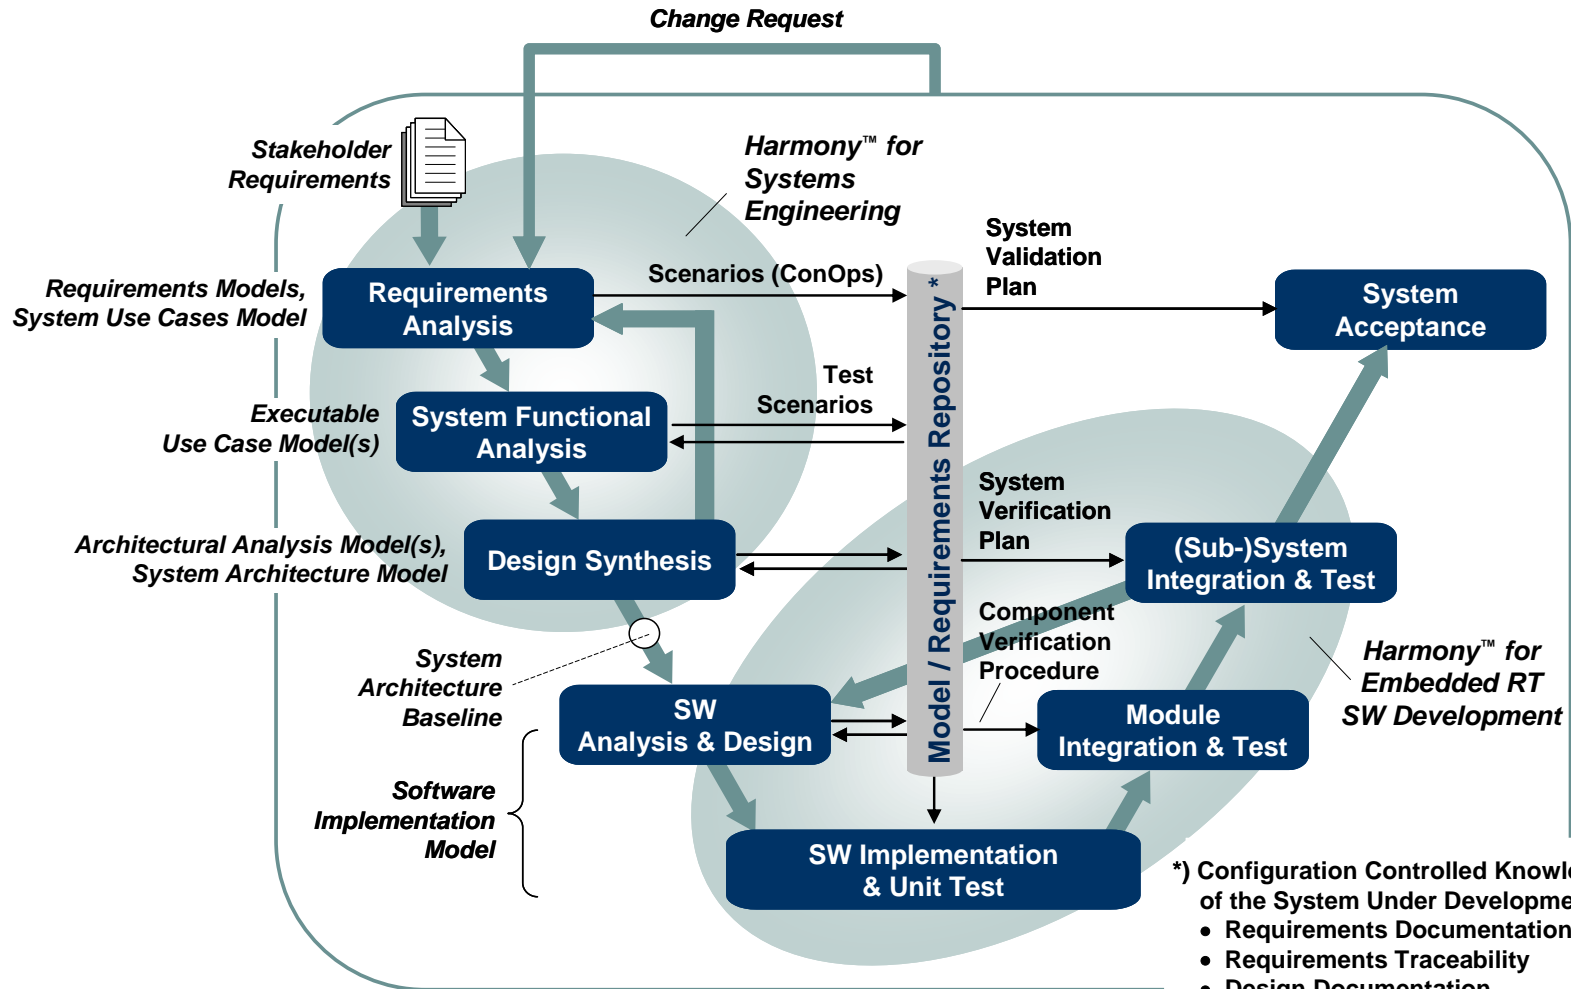 Change Request
Stakeholder
Requirements
Harmony™ for
Systems
Engineering
Requirements Models,
System Use Cases Model
Requirements
Analysis
Scenarios (ConOps)
System
Validation
Plan
System
Acceptance
Executable
Use Case Model(s)
System Functional
Analysis
Test
Scenarios
Model / Requirements Repository *
Architectural Analysis Model(s),
System Architecture Model
Design Synthesis
System
Verification
Plan
(Sub-)System
Integration & Test
System
Architecture
Baseline
Component
Verification
Procedure
Harmony™ for
Embedded RT
SW Development
SW
Analysis & Design
Module
Integration & Test
Software
Implementation
Model
SW Implementation
& Unit Test
*) Configuration Controlled Knowle
of the System Under Developme
• Requirements Documentation
• Requirements Traceability
• Design Documentation